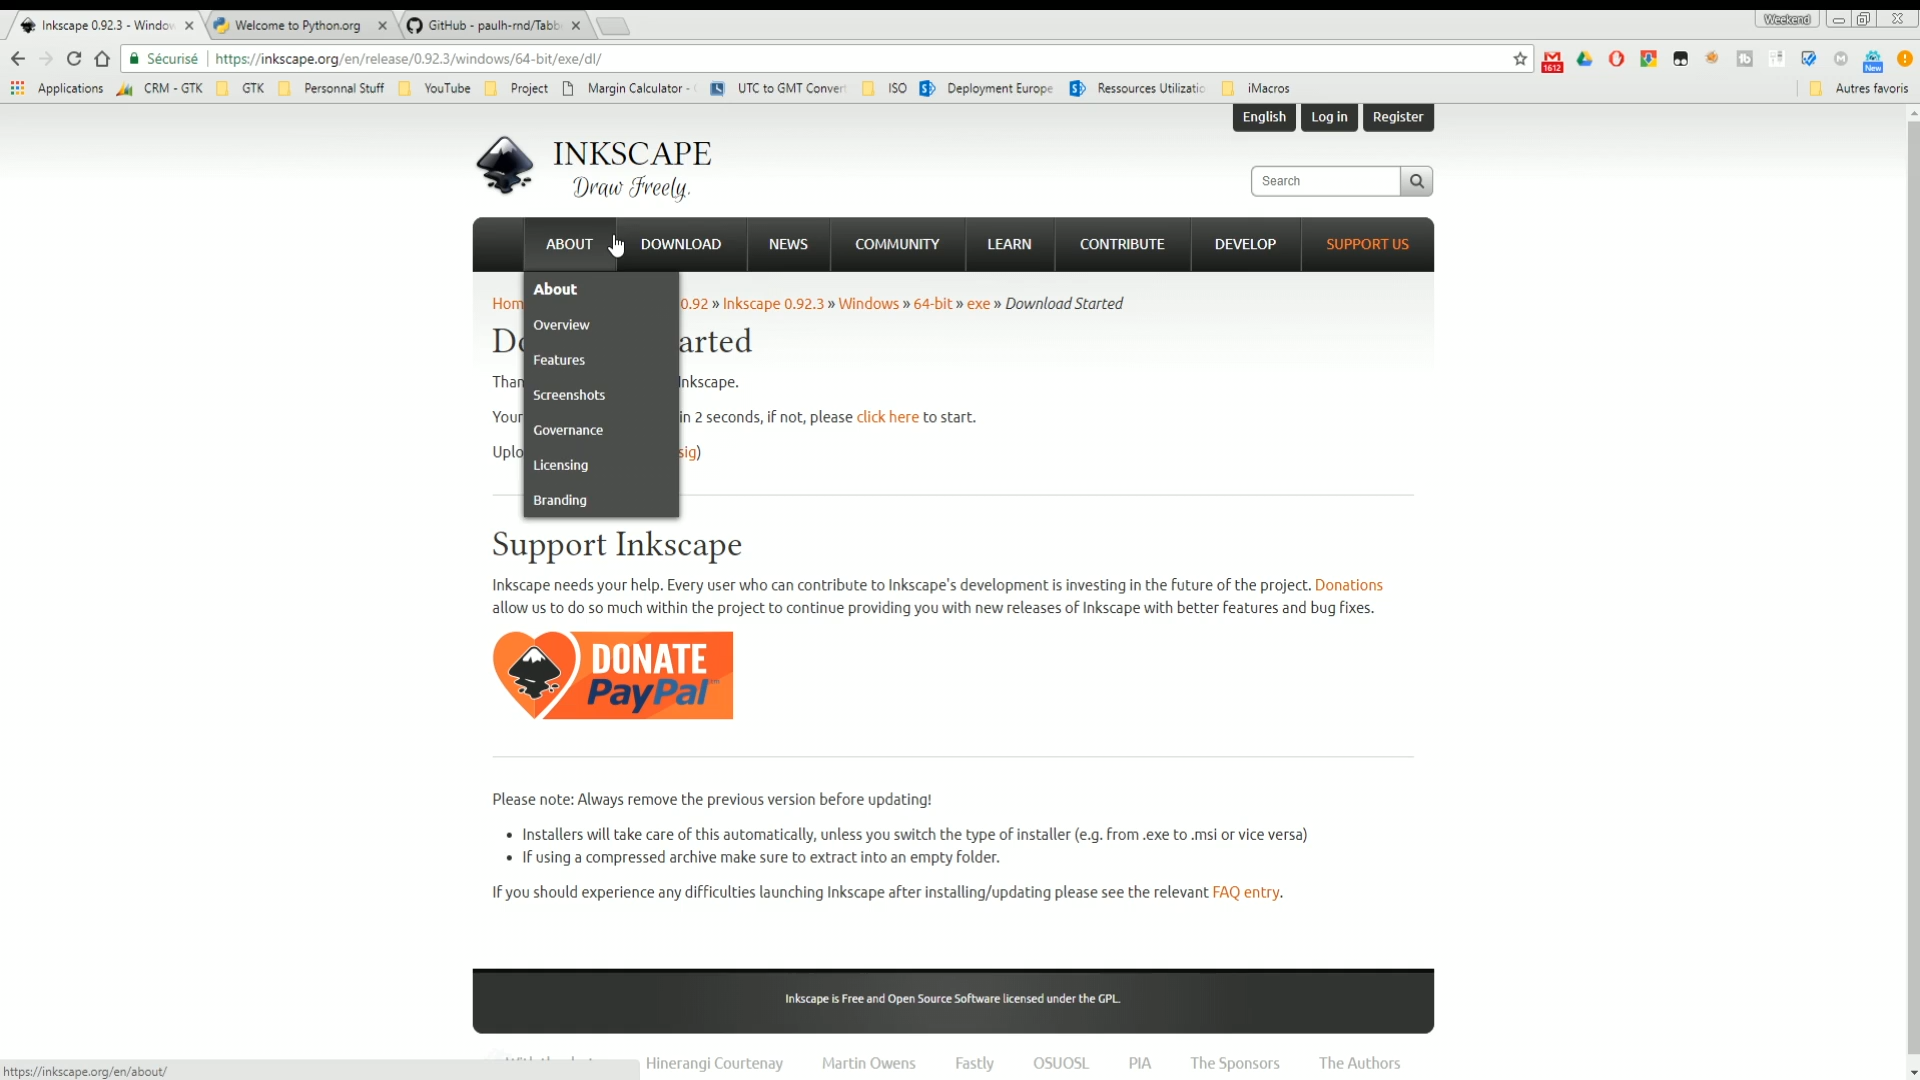 Inkscape 0.92.3 - Window
Welcome to Python.org
GitHub - paulh-rnd/Tabb
Weekend
Sécurisé
https://inkscape.org/en/release/0.92.3/windows/64-bit/exe/dl/
1612
New
Applications
CRM - GTK
GTK
Personnal Stuff
YouTube
Project
Margin Calculator -
UTC to GMT Convert
ISO
Deployment Europe
Ressources Utilizatio
iMacros
Autres favoris
English
Log in
Register
INKSCAPE
Draw Freely.
Search
ABOUT
DOWNLOAD
NEWS
COMMUNITY
LEARN
CONTRIBUTE
DEVELOP
SUPPORT US
About
Overview
Features
Screenshots
Governance
Licensing
Branding
Hom 0.92 » Inkscape 0.92.3 » Windows » 64-bit » exe » Download Started
Do arted
Than Inkscape.
Your in 2 seconds, if not, please click here to start.
Uplo sig)
Support Inkscape
Inkscape needs your help. Every user who can contribute to Inkscape's development is investing in the future of the project. Donations
allow us to do so much within the project to continue providing you with new releases of Inkscape with better features and bug fixes.
DONATE
PayPal™
Please note: Always remove the previous version before updating!
• Installers will take care of this automatically, unless you switch the type of installer (e.g. from .exe to .msi or vice versa)
• If using a compressed archive make sure to extract into an empty folder.
If you should experience any difficulties launching Inkscape after installing/updating please see the relevant FAQ entry.
Inkscape is Free and Open Source Software licensed under the GPL.
Hinerangi Courtenay
Martin Owens
Fastly
OSUOSL
PIA
The Sponsors
The Authors
https://inkscape.org/en/about/